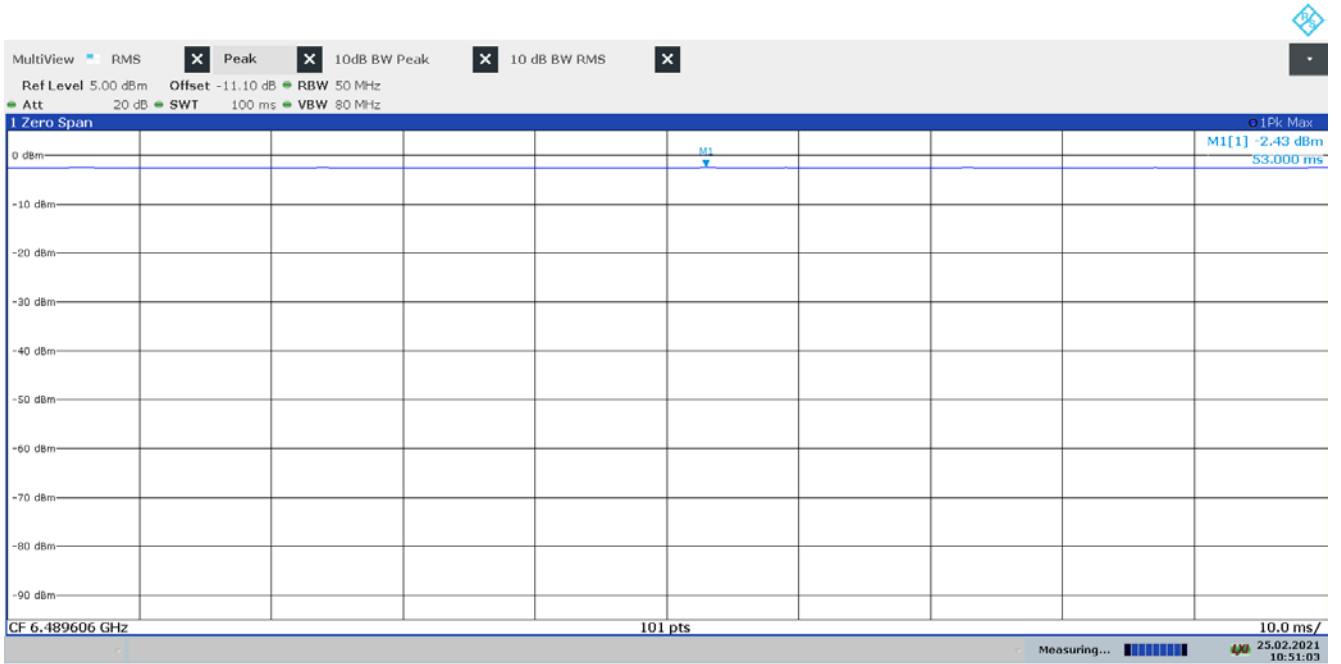 R&S
MultiView RMS Peak 10dB BW Peak 10 dB BW RMS
Ref Level 5.00 dBm Offset -11.10 dB RBW 50 MHz
Att 20 dB SWT 100 ms VBW 80 MHz
1 Zero Span 1Pk Max
M1[1] -2.43 dBm
53.000 ms
M1
0 dBm
-10 dBm
-20 dBm
-30 dBm
-40 dBm
-50 dBm
-60 dBm
-70 dBm
-80 dBm
-90 dBm
CF 6.489606 GHz 101 pts 10.0 ms/
Measuring... LXI 25.02.2021
10:51:03